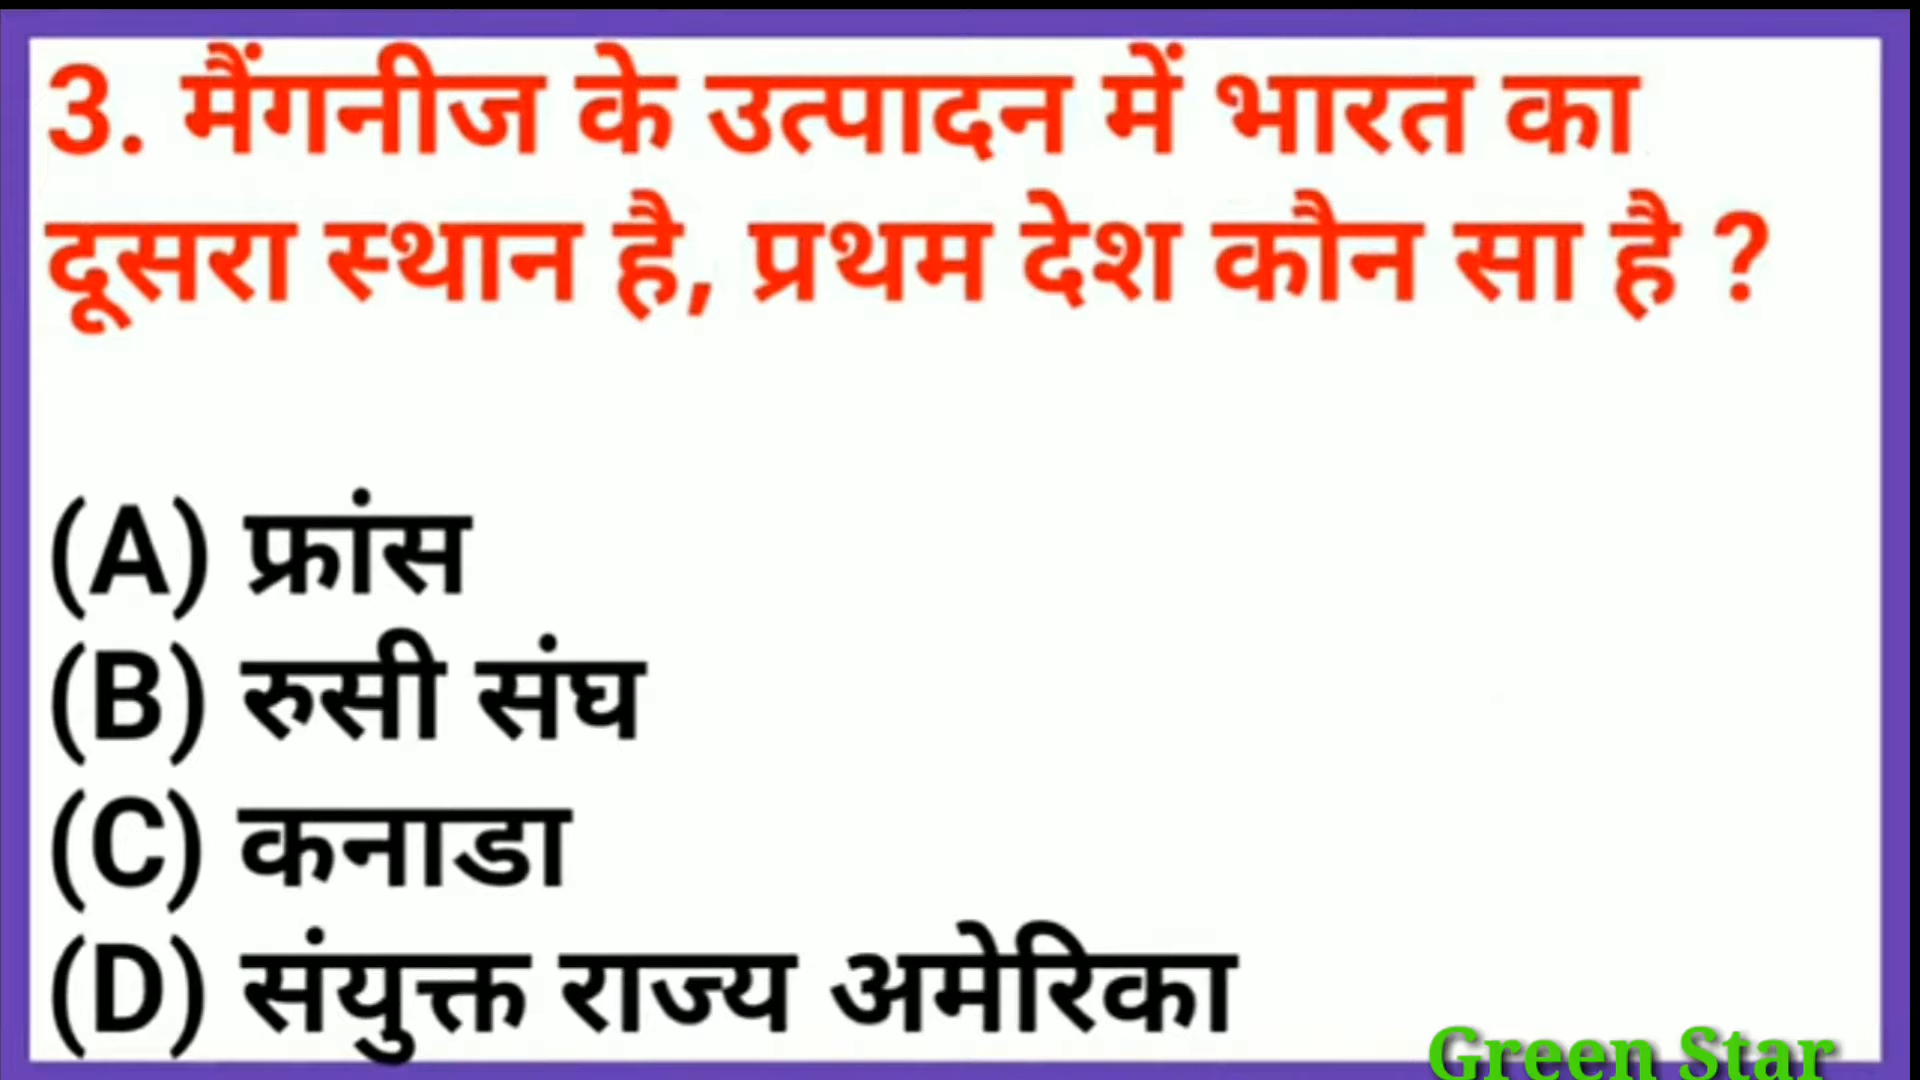 3. मैंगनीज के उत्पादन में भारत का
दूसरा स्थान है, प्रथम देश कौन सा है ?
(A) फ्रांस
(B) रुसी संघ
(C) कनाडा
(D) संयुक्त राज्य अमेरिका
Green Star